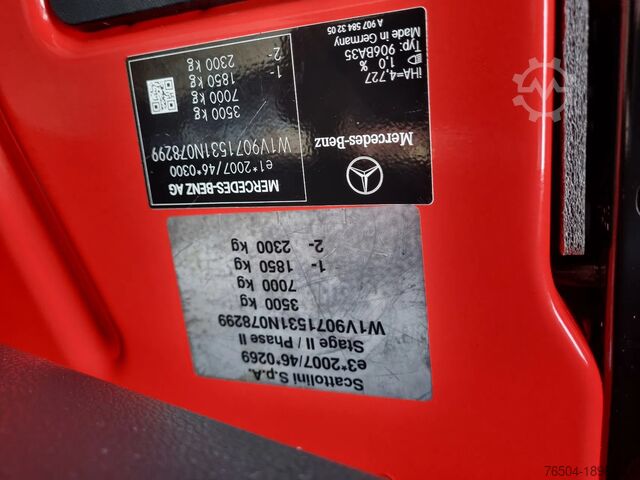 MERCEDES-BENZ AG
e1*2007/46*0300
W1V9071531N078299
3500 kg
7000 kg
1- 1850 kg
2- 2300 kg
Mercedes-Benz
iHA=4,727
1,0 %
Typ: 906BA35
Made in Germany
A 907 584 32 05
Scattolini S.p.A.
e3*2007/46*0269
Stage II / Phase II
W1V9071531N078299
3500 kg
7000 kg
1- 1850 kg
2- 2300 kg